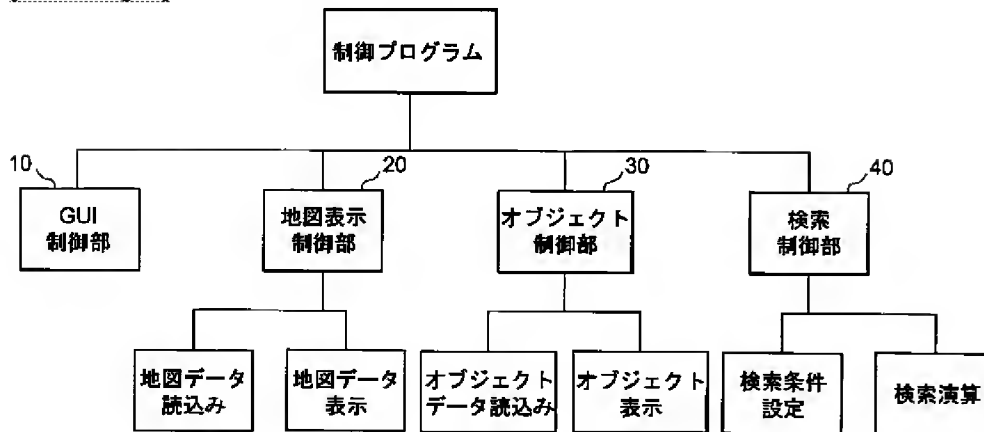 制御プログラム
10
20
30
40
GUI
制御部
地図表示
制御部
オブジェクト
制御部
検索
制御部
地図データ
読込み
地図データ
表示
オブジェクト
データ読込み
オブジェクト
表示
検索条件
設定
検索演算